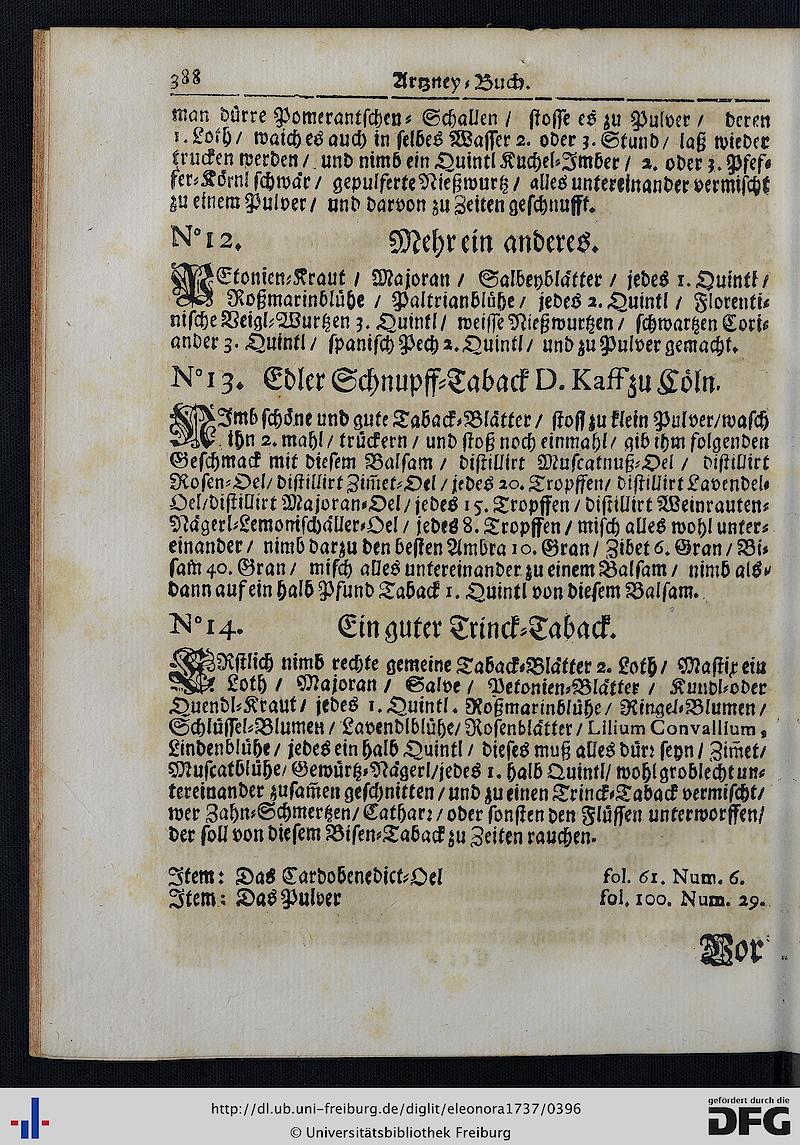 388 Artzney-Buch.
man dürre Pomerantschen- Schallen / stosse es zu Pulver / deren
1. Loth / waich es auch in selbes Wasser 2. oder 3. Stund / laß wieder
trucken werden / und nimb ein Quintl Kuchel-Imber / 2. oder 3. Pfef-
fer-Körnl schwär / gepulferte Nießwurtz / alles untereinander vermischt
zu einem Pulver / und darvon zu Zeiten geschnufft.
N° 12. Mehr ein anderes.
PEtonien-Kraut / Majoran / Salbeyblätter / jedes 1. Quintl /
Roßmarinblühe / Paltrianblühe / jedes 2. Quintl / Florenti-
nische Veigl-Wurtzen 3. Quintl / weisse Nießwurtzen / schwartzen Cori-
ander 3. Quintl / spanisch Pech 2. Quintl / und zu Pulver gemacht.
N° 13. Edler Schnupff-Taback D. Kaff zu Cöln.
NImb schöne und gute Taback-Blätter / stoss zu klein Pulver / wasch
ihn 2. mahl / trückern / und stoß noch einmahl / gib ihm folgenden
Geschmack mit diesem Balsam / distillirt Muscatnuß-Oel / distillirt
Rosen-Oel / distillirt Zim̃et-Oel / jedes 20. Tropffen / distillirt Lavendel-
Oel / distillirt Majoran-Oel / jedes 15. Tropffen / distillirt Weinrauten-
Nägerl-Lemonischäller-Oel / jedes 8. Tropffen / misch alles wohl unter-
einander / nimb darzu den besten Ambra 10. Gran / Zibet 6. Gran / Bi-
sam 40. Gran / misch alles untereinander zu einem Balsam / nimb als-
dann auf ein halb Pfund Taback 1. Quintl von diesem Balsam.
N° 14. Ein guter Trinck-Taback.
ERstlich nimb rechte gemeine Taback-Blätter 2. Loth / Mastix ein
Loth / Majoran / Salve / Petonien-Blätter / Kundl-oder
Quendl-Kraut / jedes 1. Quintl. Roßmarinblühe / Ringel-Blumen /
Schlüssel-Blumen / Lavendlblühe / Rosenblätter / Lilium Convallium,
Lindenblühe / jedes ein halb Quintl / dieses muß alles dürr seyn / Zim̃et /
Muscatblühe / Gewürtz-Nägerl / jedes 1. halb Quintl / wohl groblecht un-
tereinander zusam̃en geschnitten / und zu einen Trinck-Taback vermischt /
wer Zahn-Schmertzen / Catharr / oder sonsten den Flüssen unterworffen /
der soll von diesem Bisen-Taback zu Zeiten rauchen.
Item: Das Cardobenedict-Oel fol. 61. Num. 6.
Item: Das Pulver fol. 100. Num. 29.
Vor
http://dl.ub.uni-freiburg.de/diglit/eleonora1737/0396
© Universitätsbibliothek Freiburg
gefördert durch die
DFG